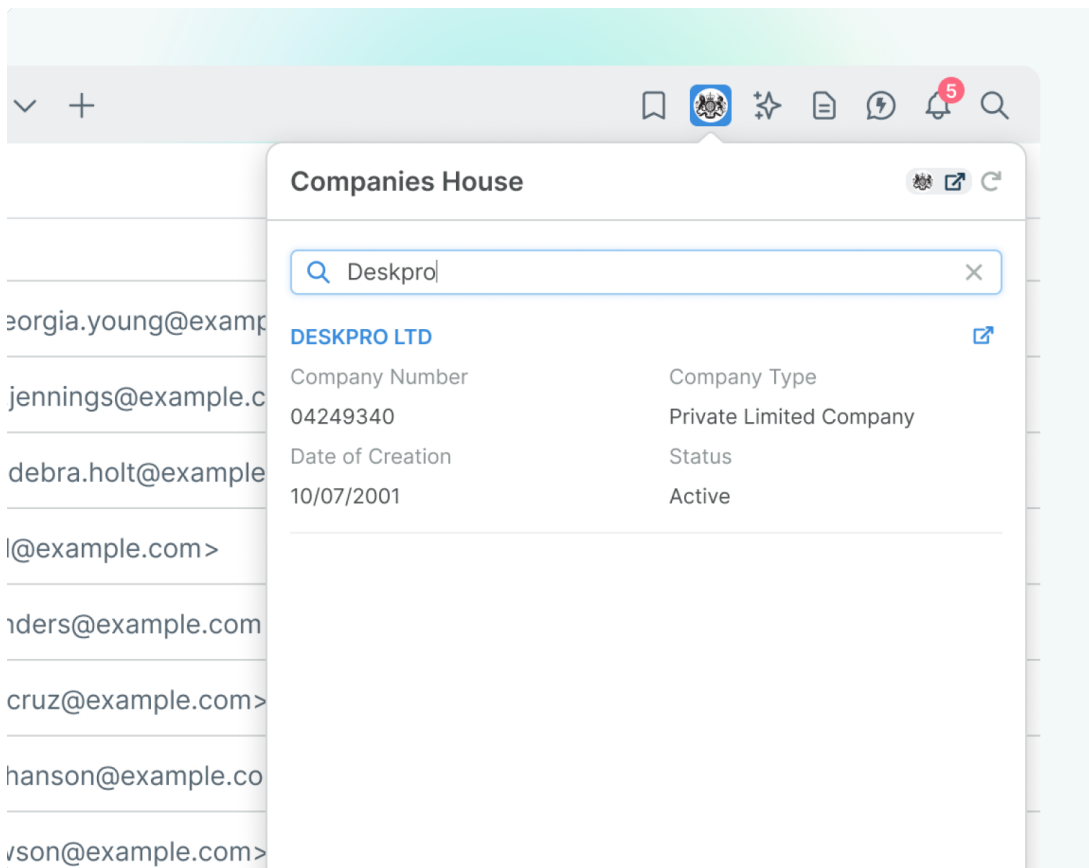 5
Companies House
Deskpro
DESKPRO LTD
Company Number
Company Type
04249340
Private Limited Company
Date of Creation
Status
10/07/2001
Active
eorgia.young@examp
jennings@example.c
debra.holt@example
@example.com>
nders@example.com
cruz@example.com>
hanson@example.co
wson@example.com>